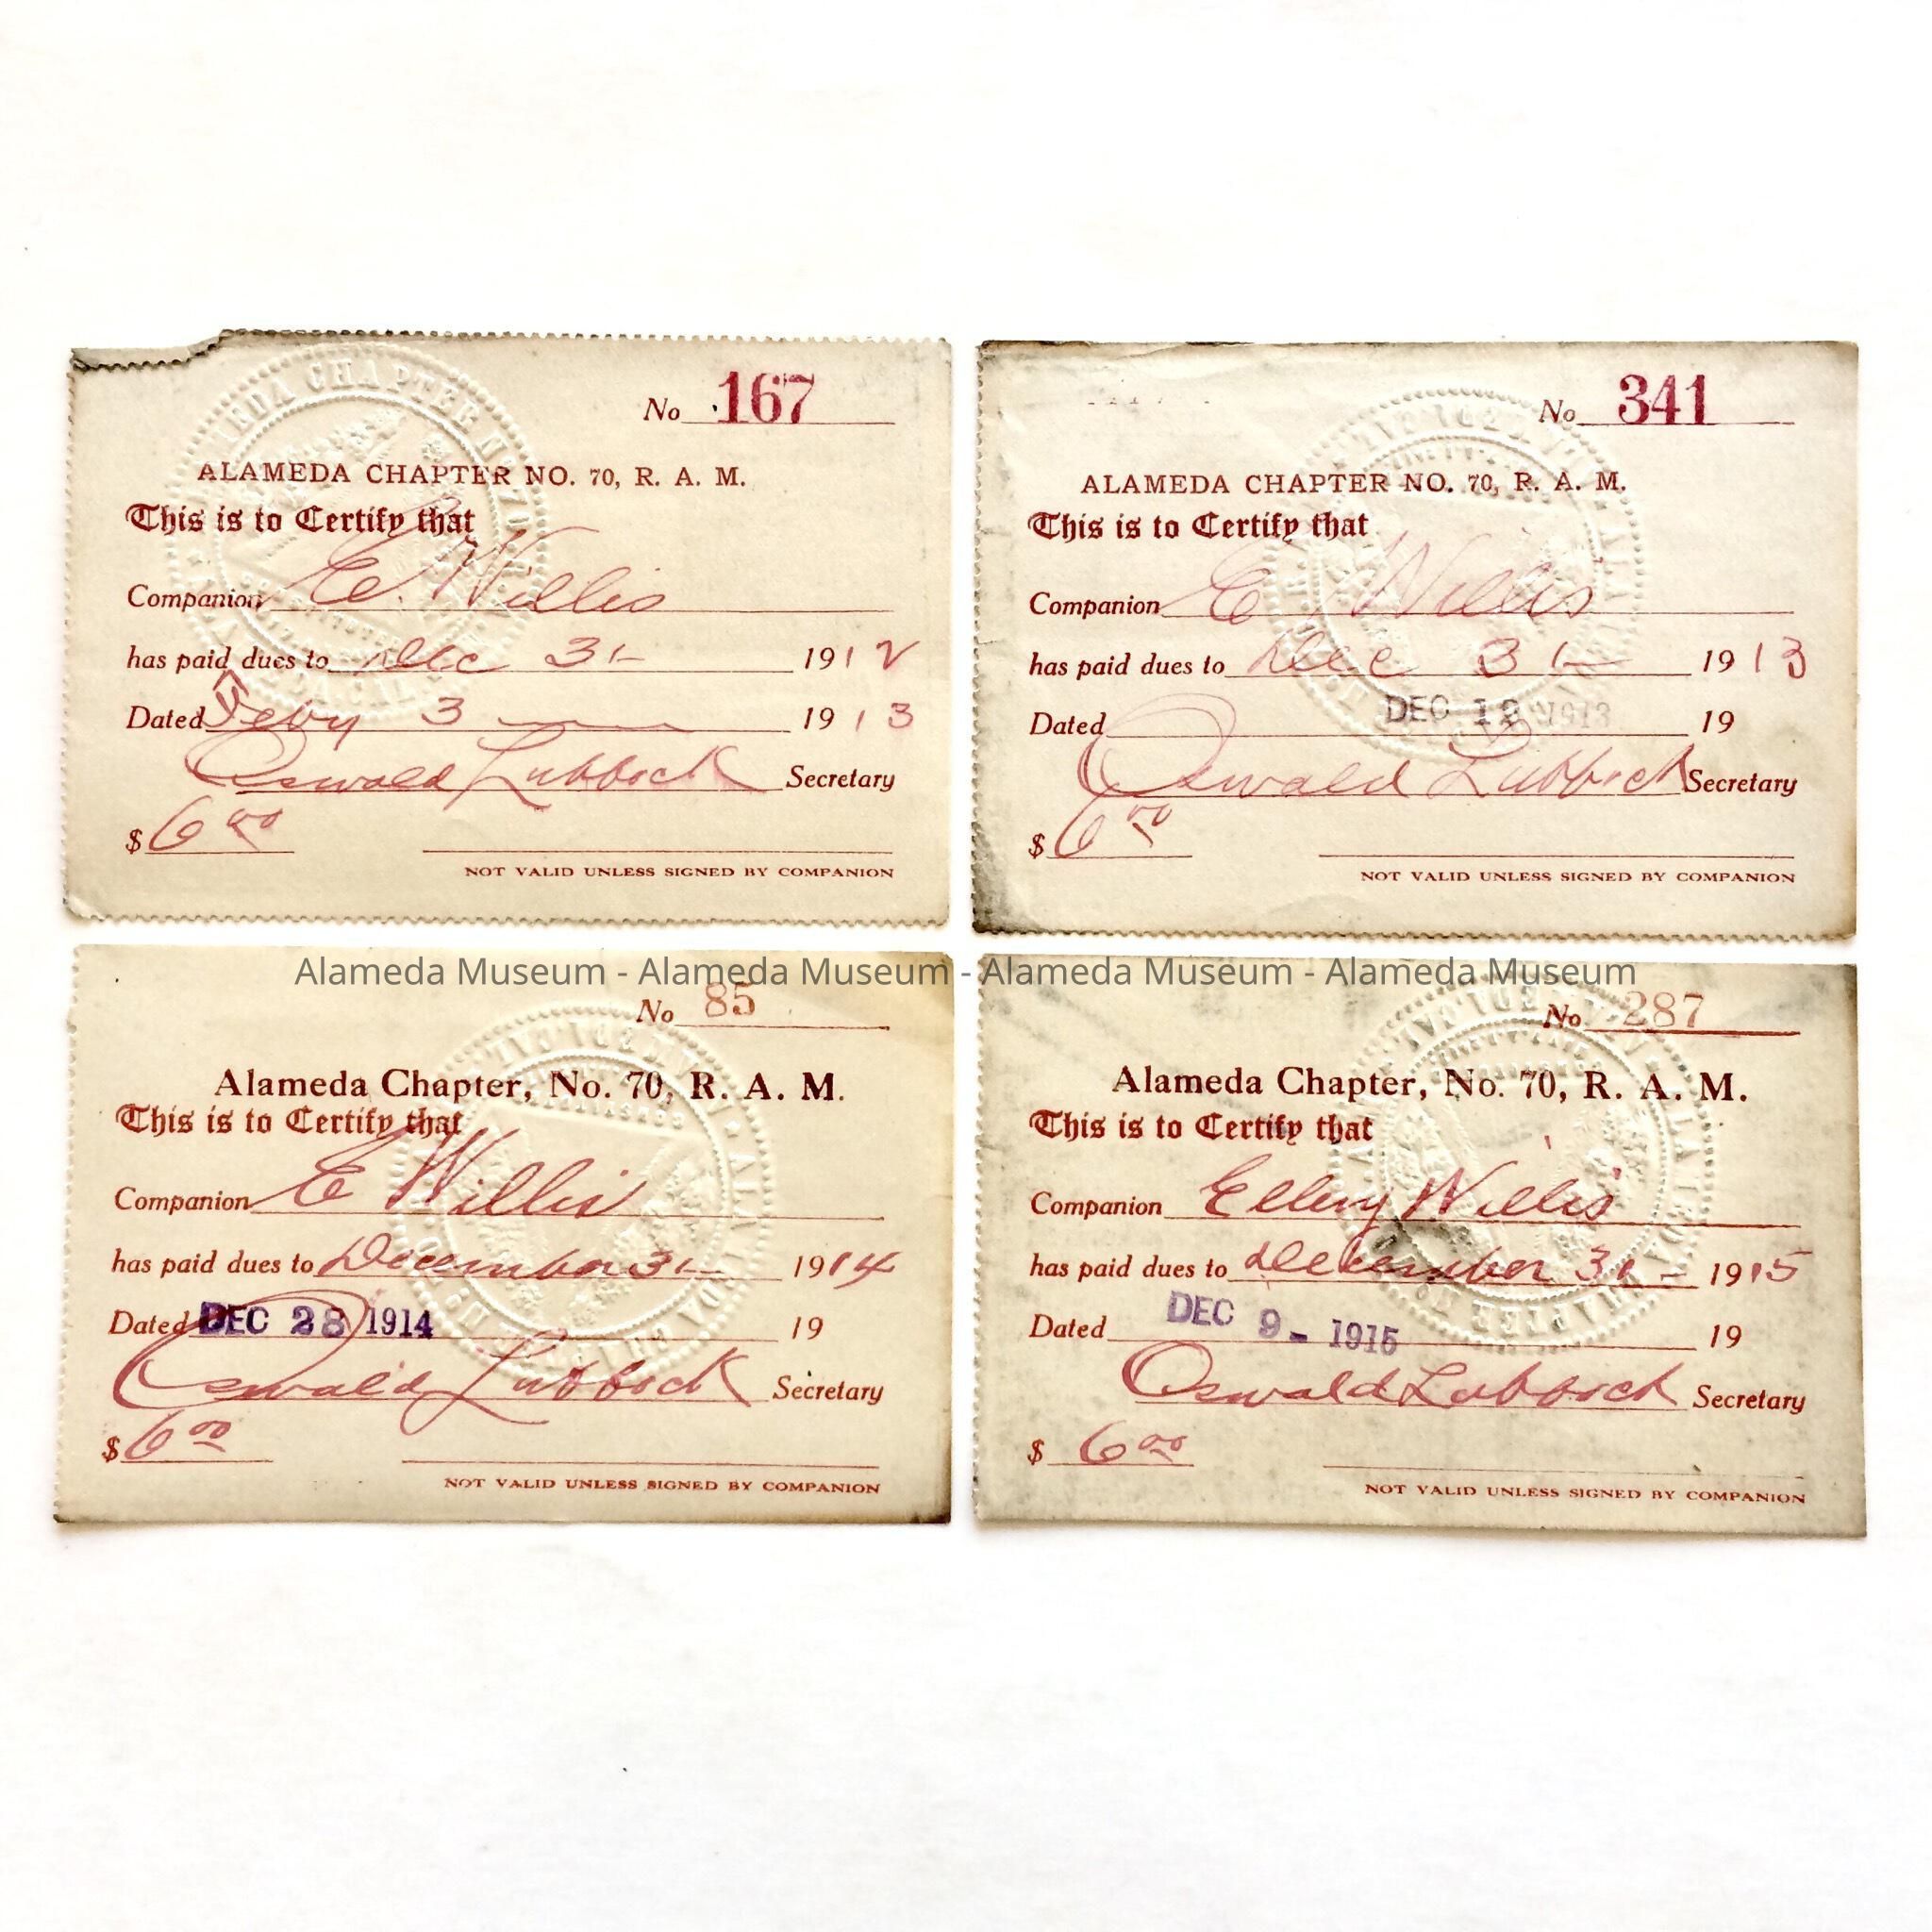 No 167
ALAMEDA CHAPTER NO. 70, R. A. M.
This is to Certify that
Companion E. Willis
has paid dues to Dec 31 1912
Dated Feby 3 1913
Oswald Lubbock Secretary
$ 6 00
NOT VALID UNLESS SIGNED BY COMPANION
No 341
ALAMEDA CHAPTER NO. 70, R. A. M.
This is to Certify that
Companion E Willis
has paid dues to Dec 31 1913
Dated DEC 12 1913 19
Oswald Lubbock Secretary
$ 6 00
NOT VALID UNLESS SIGNED BY COMPANION
Alameda Museum - Alameda Museum - Alameda Museum - Alameda Museum
No 85
Alameda Chapter, No. 70, R. A. M.
This is to Certify that
Companion E Willis
has paid dues to December 31 1914
Dated DEC 28 1914 19
Oswald Lubbock Secretary
$ 6 00
NOT VALID UNLESS SIGNED BY COMPANION
No 287
Alameda Chapter, No. 70, R. A. M.
This is to Certify that
Companion Ellery Willis
has paid dues to December 31 1915
Dated DEC 9 - 1915 19
Oswald Lubbock Secretary
$ 6 00
NOT VALID UNLESS SIGNED BY COMPANION